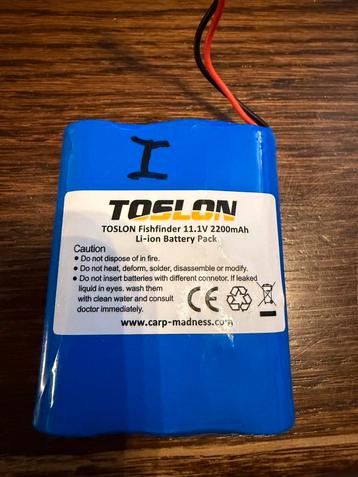 I
TOSLON
TOSLON Fishfinder 11.1V 2200mAh
Li-ion Battery Pack
Caution
• Do not dispose of in fire.
• Do not heat, deform, solder, disassemble or modify.
• Do not insert batteries with different connetor. If leaked
liquid in eyes. wash them
with clean water and consult
doctor immediately.
CE
www.carp-madness.com